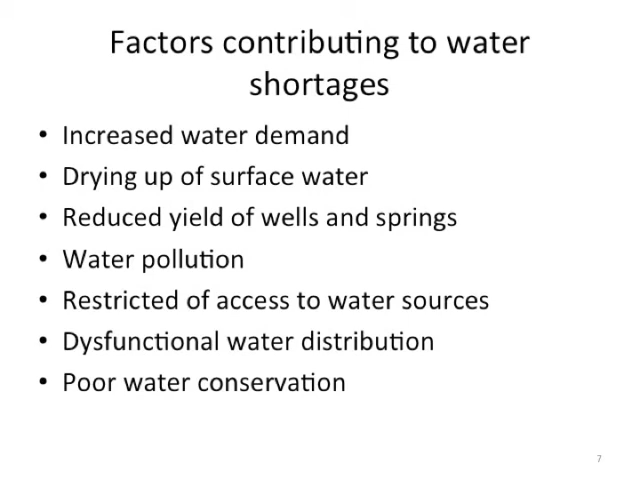 Factors contributing to water
shortages
• Increased water demand
• Drying up of surface water
• Reduced yield of wells and springs
• Water pollution
• Restricted of access to water sources
• Dysfunctional water distribution
• Poor water conservation
7